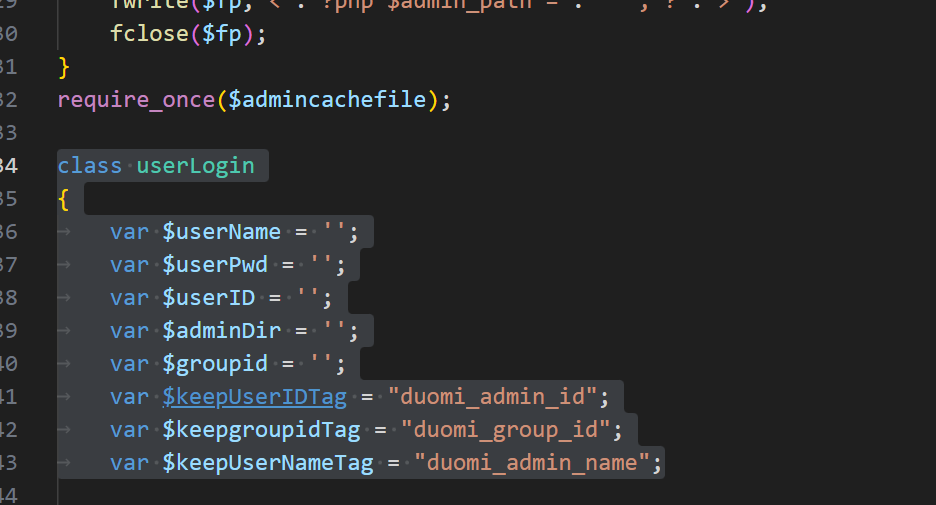 fwrite($fp,'<'.'?php $admin_path = '.
30 fclose($fp);
31 }
32 require_once($admincachefile);
33
34 class userLogin
35 {
36 var $userName = '';
37 var $userPwd = '';
38 var $userID = '';
39 var $adminDir = '';
40 var $groupid = '';
41 var $keepUserIDTag = "duomi_admin_id";
42 var $keepgroupidTag = "duomi_group_id";
43 var $keepUserNameTag = "duomi_admin_name";
44